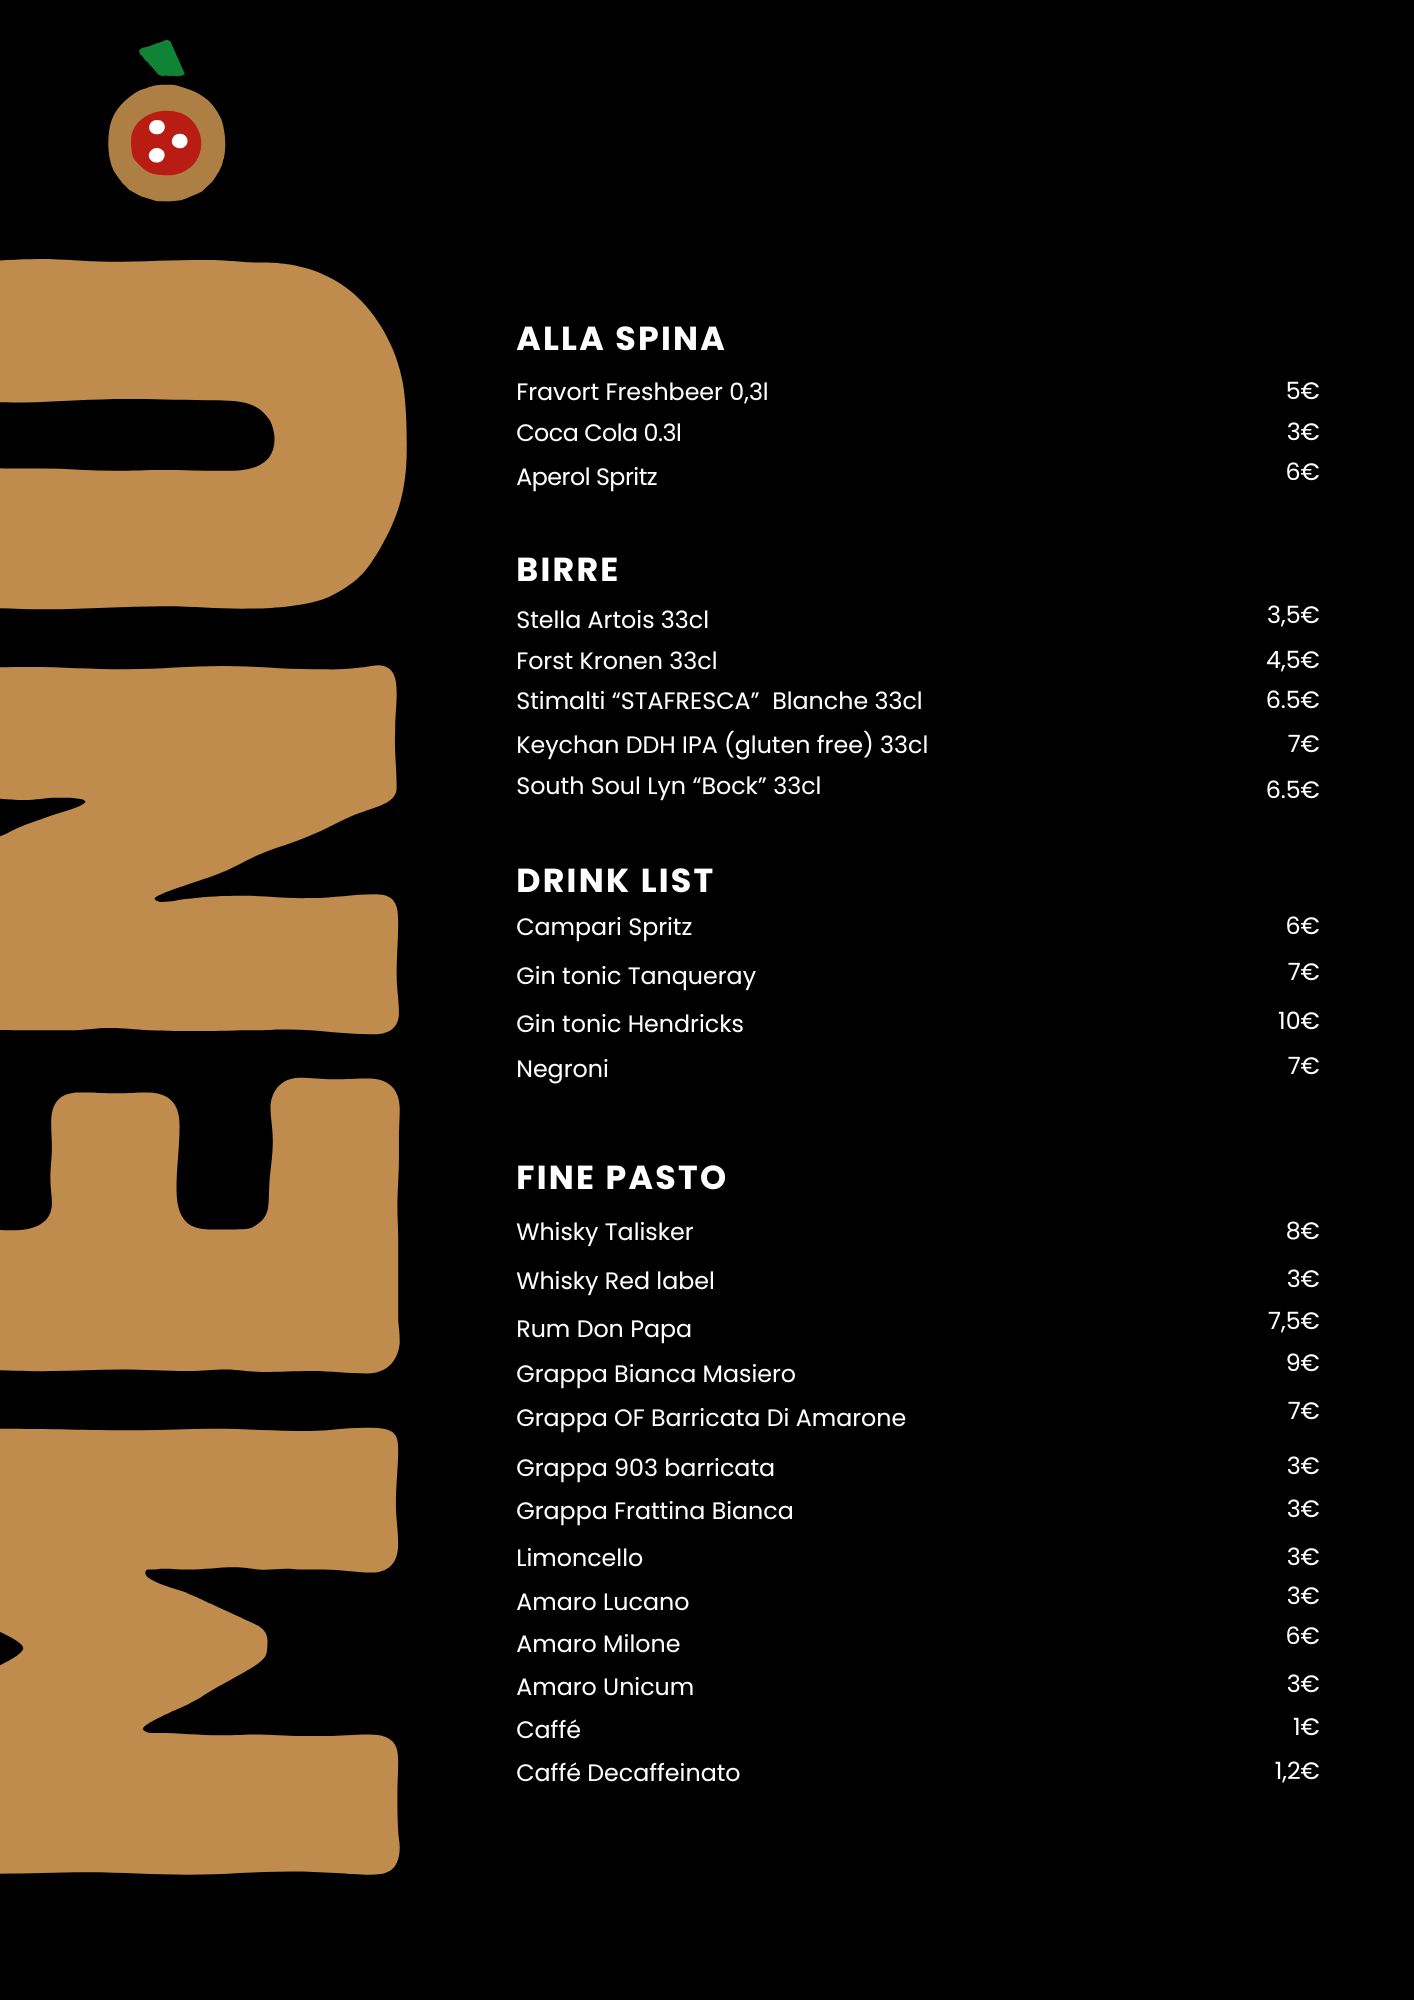 MENU
ALLA SPINA
Fravort Freshbeer 0,3l 5€
Coca Cola 0.3l 3€
Aperol Spritz 6€
BIRRE
Stella Artois 33cl 3,5€
Forst Kronen 33cl 4,5€
Stimalti “STAFRESCA”  Blanche 33cl 6.5€
Keychan DDH IPA (gluten free) 33cl 7€
South Soul Lyn “Bock” 33cl 6.5€
DRINK LIST
Campari Spritz 6€
Gin tonic Tanqueray 7€
Gin tonic Hendricks 10€
Negroni 7€
FINE PASTO
Whisky Talisker 8€
Whisky Red label 3€
Rum Don Papa 7,5€
Grappa Bianca Masiero 9€
Grappa OF Barricata Di Amarone 7€
Grappa 903 barricata 3€
Grappa Frattina Bianca 3€
Limoncello 3€
Amaro Lucano 3€
Amaro Milone 6€
Amaro Unicum 3€
Caffé 1€
Caffé Decaffeinato 1,2€